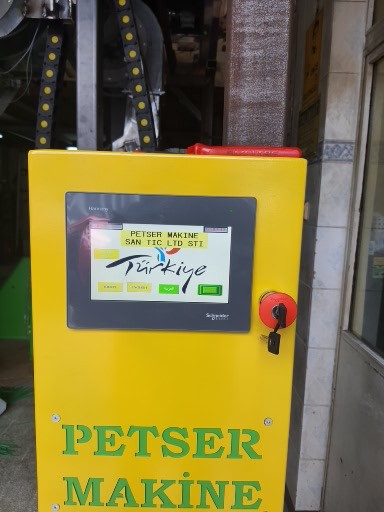 PETSER MAKINE
SAN TIC LTD STI
Türkiye
Schneider
PETSER
MAKİNE